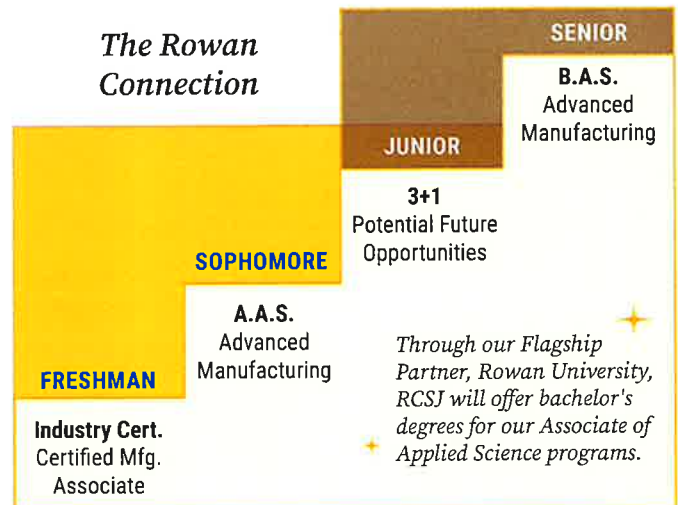 The Rowan
Connection
SENIOR
B.A.S.
Advanced
Manufacturing
JUNIOR
3+1
Potential Future
Opportunities
SOPHOMORE
A.A.S.
Advanced
Manufacturing
FRESHMAN
Industry Cert.
Certified Mfg.
Associate
Through our Flagship
Partner, Rowan University,
RCSJ will offer bachelor's
degrees for our Associate of
Applied Science programs.